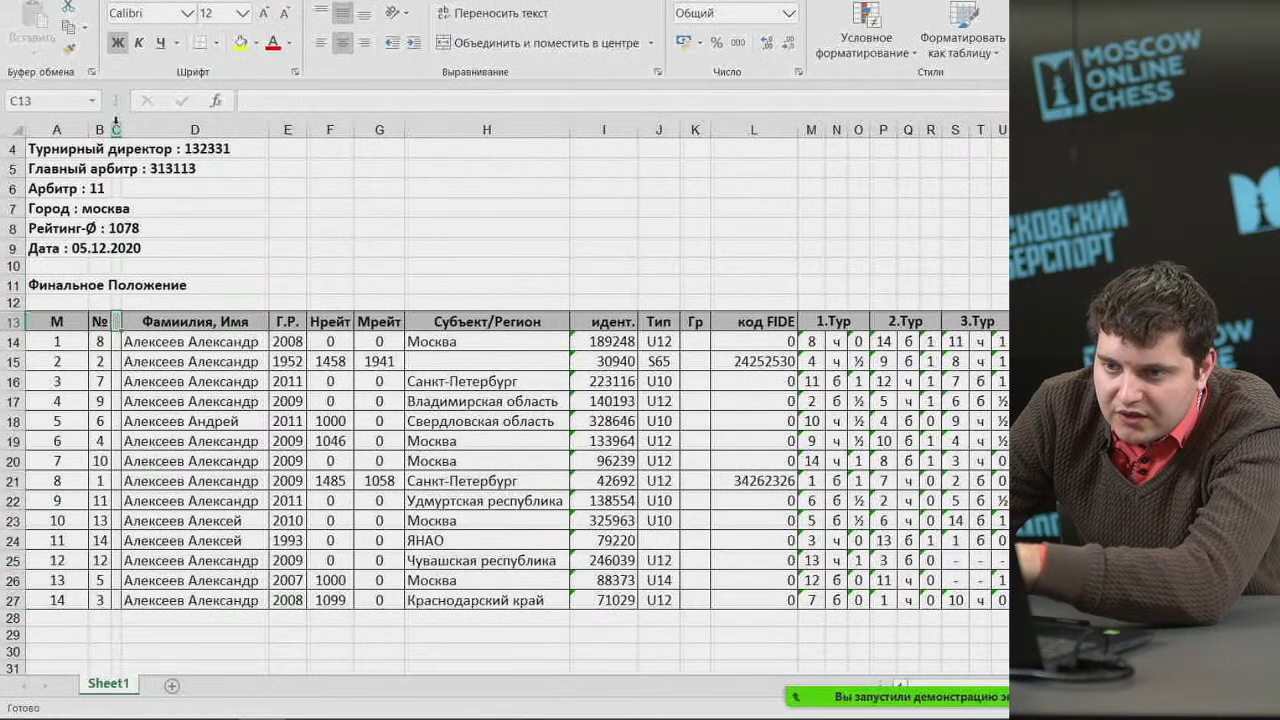 Calibri 12 Переносить текст Общий
Вставить Ж К Ч Объединить и поместить в центре % 000 Условное форматирование Форматировать как таблицу
Буфер обмена Шрифт Выравнивание Число Стили
C13 fx
A B C D E F G H I J K L M N O P Q R S T U
4 Турнирный директор : 132331
5 Главный арбитр : 313113
6 Арбитр : 11
7 Город : москва
8 Рейтинг-Ø : 1078
9 Дата : 05.12.2020
10
11 Финальное Положение
12
13 М № Фамиилия, Имя Г.Р. Нрейт Мрейт Субъект/Регион идент. Тип Гр код FIDE 1.Тур 2.Тур 3.Тур
14 1 8 Алексеев Александр 2008 0 0 Москва 189248 U12 0 8 ч 0 14 б 1 11 ч 1
15 2 2 Алексеев Александр 1952 1458 1941 30940 S65 24252530 4 ч ½ 9 б 1 8 ч 1
16 3 7 Алексеев Александр 2011 0 0 Санкт-Петербург 223116 U10 0 11 б 1 12 ч 1 7 б 1
17 4 9 Алексеев Александр 2009 0 0 Владимирская область 140193 U12 0 2 б ½ 5 ч 1 6 б ½
18 5 6 Алексеев Андрей 2011 1000 0 Свердловская область 328646 U10 0 10 ч ½ 4 б 0 9 ч ½
19 6 4 Алексеев Александр 2009 1046 0 Москва 133964 U12 0 9 ч ½ 10 б 1 4 ч ½
20 7 10 Алексеев Александр 2009 0 0 Москва 96239 U12 0 14 ч 1 8 б 1 3 ч 0
21 8 1 Алексеев Александр 2009 1485 1058 Санкт-Петербург 42692 U12 34262326 1 б 1 7 ч 0 2 б 0
22 9 11 Алексеев Александр 2011 0 0 Удмуртская республика 138554 U10 0 6 б ½ 2 ч 0 5 б ½
23 10 13 Алексеев Алексей 2010 0 0 Москва 325963 U10 0 5 б ½ 6 ч 0 14 б 1
24 11 14 Алексеев Алексей 1993 0 0 ЯНАО 79220 0 3 ч 0 13 б 1 1 б 0
25 12 12 Алексеев Александр 2009 0 0 Чувашская республика 246039 U12 0 13 ч 1 3 б 0 - - -
26 13 5 Алексеев Александр 2007 1000 0 Москва 88373 U14 0 12 б 0 11 ч 0 - - 1
27 14 3 Алексеев Александр 2008 1099 0 Краснодарский край 71029 U12 0 7 б 0 1 ч 0 10 ч 0
28
29
30
31
Sheet1
Вы запустили демонстрацию
Готово
MOSCOW
ONLINE
CHESS